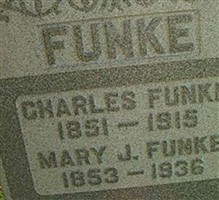 FUNKE
CHARLES FUNKE
1851 – 1915
MARY J. FUNKE
1853 – 1936